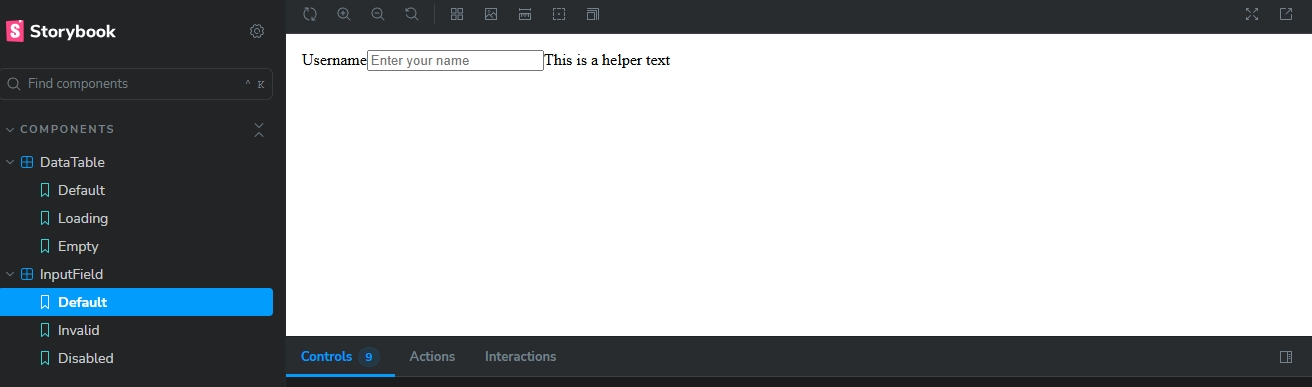 Storybook
Find components
^ K
COMPONENTS
DataTable
Default
Loading
Empty
InputField
Default
Invalid
Disabled
Username Enter your name This is a helper text
Controls 9 Actions Interactions